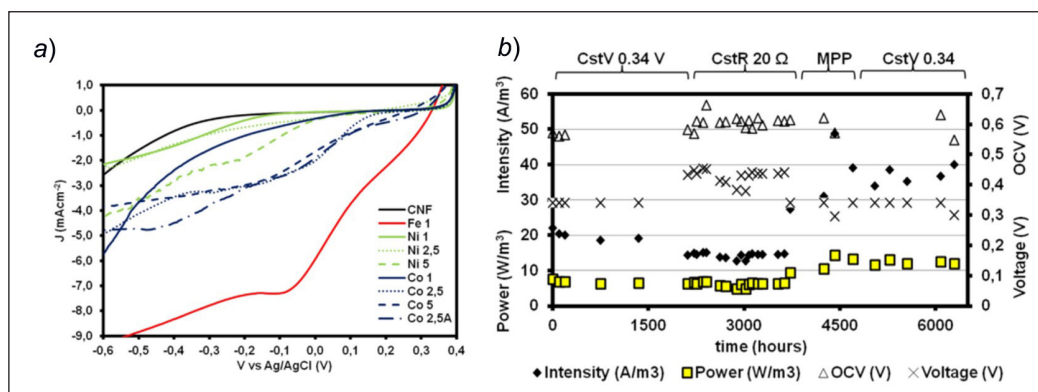 a)
1,0
0,0
-1,0
-2,0
-3,0
-4,0
-5,0
-6,0
-7,0
-8,0
-9,0
J (mAcm-2)
CNF
Fe 1
Ni 1
Ni 2,5
Ni 5
Co 1
Co 2,5
Co 5
Co 2,5A
-0,6 -0,5 -0,4 -0,3 -0,2 -0,1 0,0 0,1 0,2 0,3 0,4
V vs Ag/AgCl (V)
b)
CstV 0.34 V CstR 20 Ω MPP CstV 0.34
60
50
40
30
20
10
0
Intensity (A/m³)
Power (W/m3)
0,7
0,6
0,5
0,4
0,3
0,2
0,1
0
OCV (V)
Voltage (V)
0 1500 3000 4500 6000
time (hours)
Intensity (A/m3) Power (W/m3) OCV (V) Voltage (V)